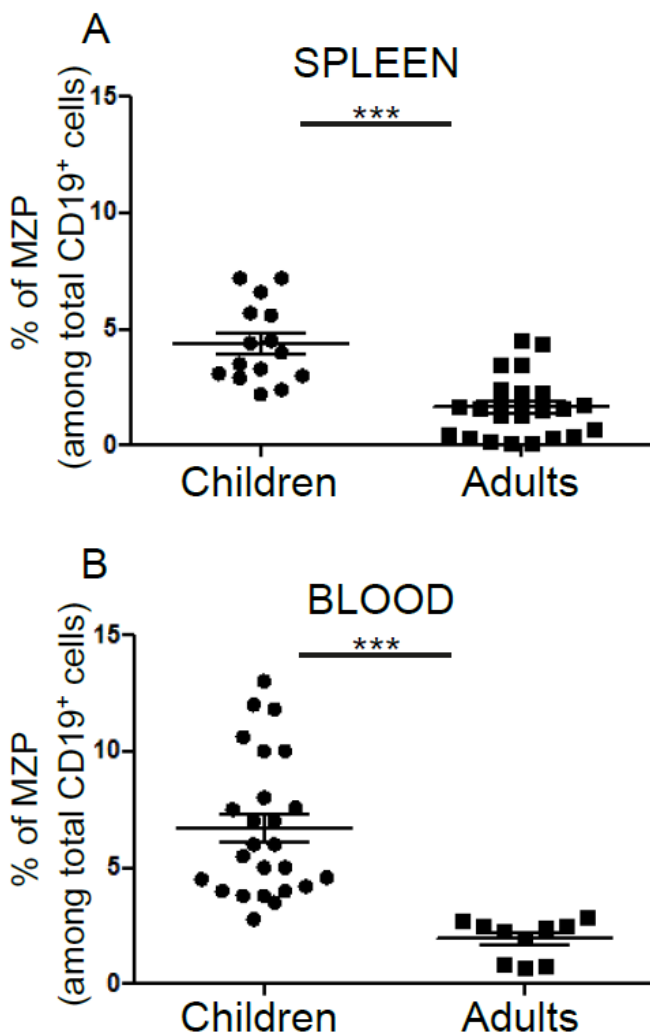 A
SPLEEN
***
% of MZP
(among total CD19⁺ cells)
15
10
5
0
Children Adults
B
BLOOD
***
% of MZP
(among total CD19⁺ cells)
15
10
5
0
Children Adults